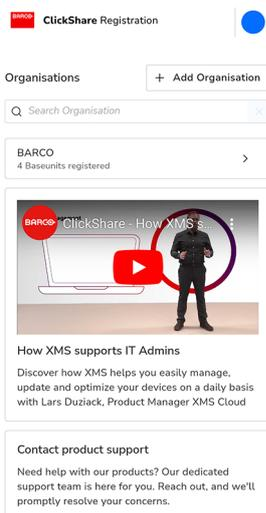 BARCO ClickShare Registration
Organisations
+ Add Organisation
Search Organisation
BARCO
4 Baseunits registered
BARCO ClickShare - How XMS s...
How XMS supports IT Admins
Discover how XMS helps you easily manage,
update and optimize your devices on a daily basis
with Lars Duziack, Product Manager XMS Cloud
Contact product support
Need help with our products? Our dedicated
support team is here for you. Reach out, and we'll
promptly resolve your concerns.